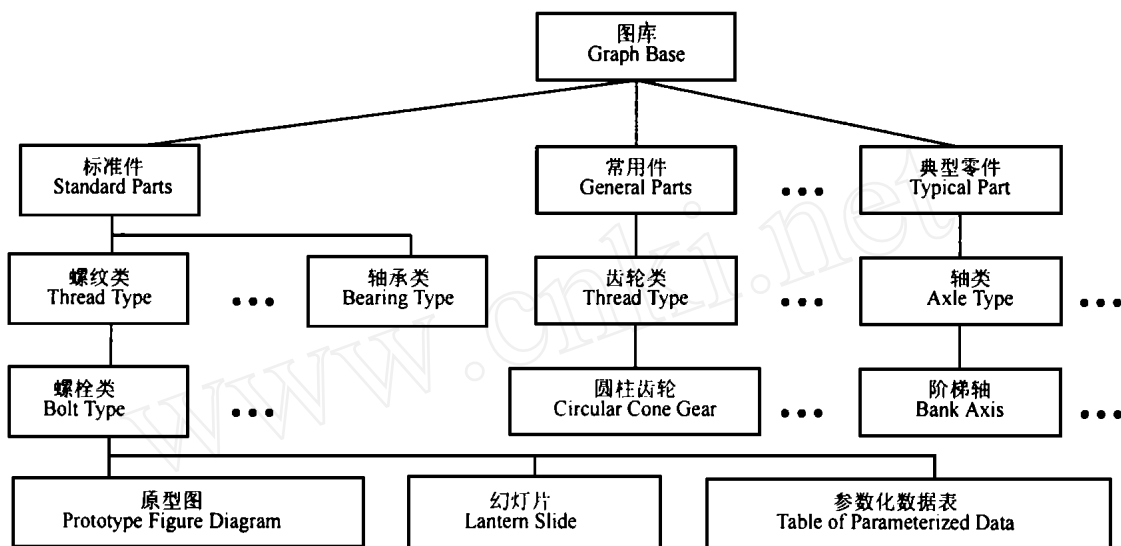 图库
Graph Base
标准件
Standard Parts
常用件
General Parts
•••
典型零件
Typical Part
螺纹类
Thread Type
•••
轴承类
Bearing Type
齿轮类
Thread Type
•••
轴类
Axle Type
•••
螺栓类
Bolt Type
•••
圆柱齿轮
Circular Cone Gear
•••
阶梯轴
Bank Axis
•••
原型图
Prototype Figure Diagram
幻灯片
Lantern Slide
参数化数据表
Table of Parameterized Data
www.cnki.net